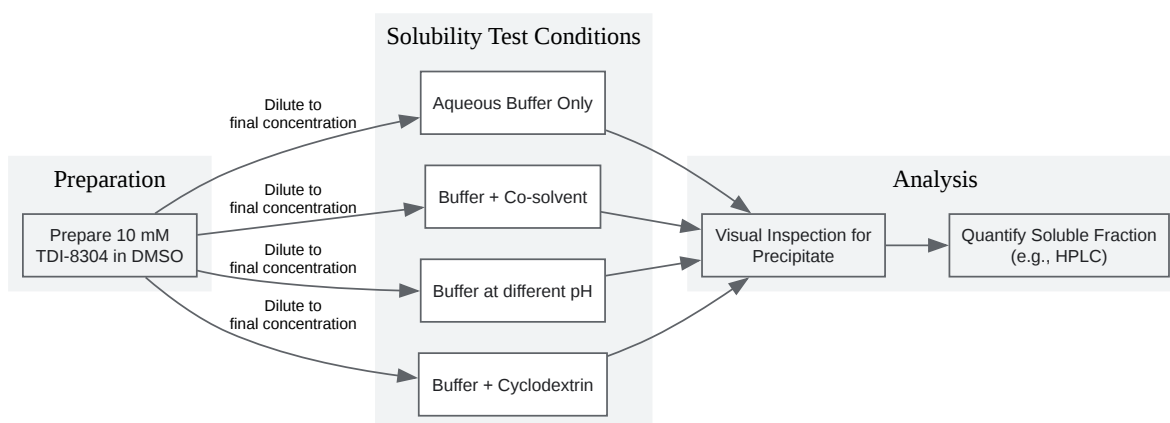 Preparation
Prepare 10 mM
TDI-8304 in DMSO
Dilute to
final concentration
Dilute to
final concentration
Dilute to
final concentration
Dilute to
final concentration
Solubility Test Conditions
Aqueous Buffer Only
Buffer + Co-solvent
Buffer at different pH
Buffer + Cyclodextrin
Analysis
Visual Inspection for
Precipitate
Quantify Soluble Fraction
(e.g., HPLC)